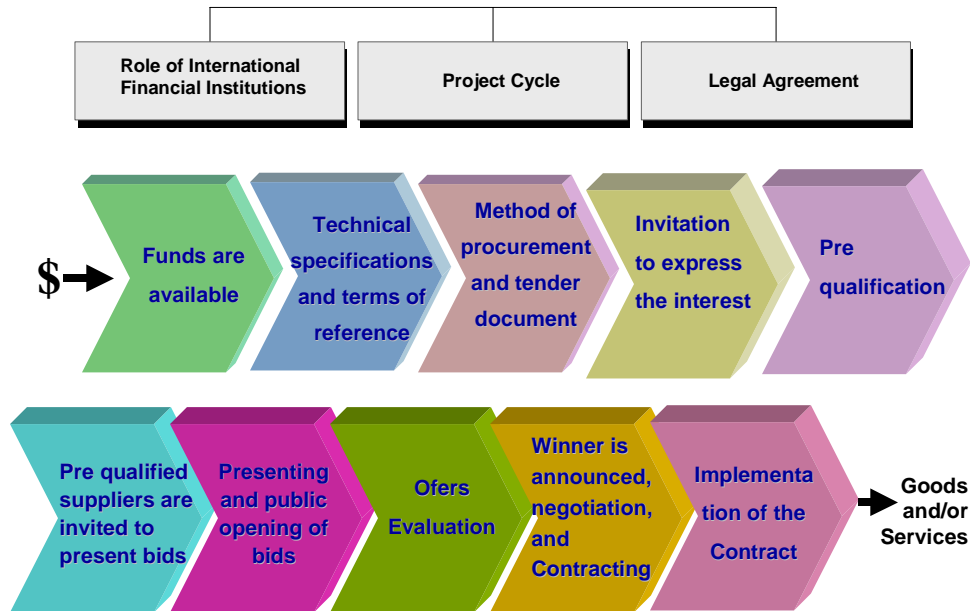 Role of International
Financial Institutions
Project Cycle
Legal Agreement
$
Funds are
available
Technical
specifications
and terms of
reference
Method of
procurement
and tender
document
Invitation
to express
the interest
Pre
qualification
Pre qualified
suppliers are
invited to
present bids
Presenting
and public
opening of
bids
Ofers
Evaluation
Winner is
announced,
negotiation,
and
Contracting
Implementa
tion of the
Contract
Goods
and/or
Services